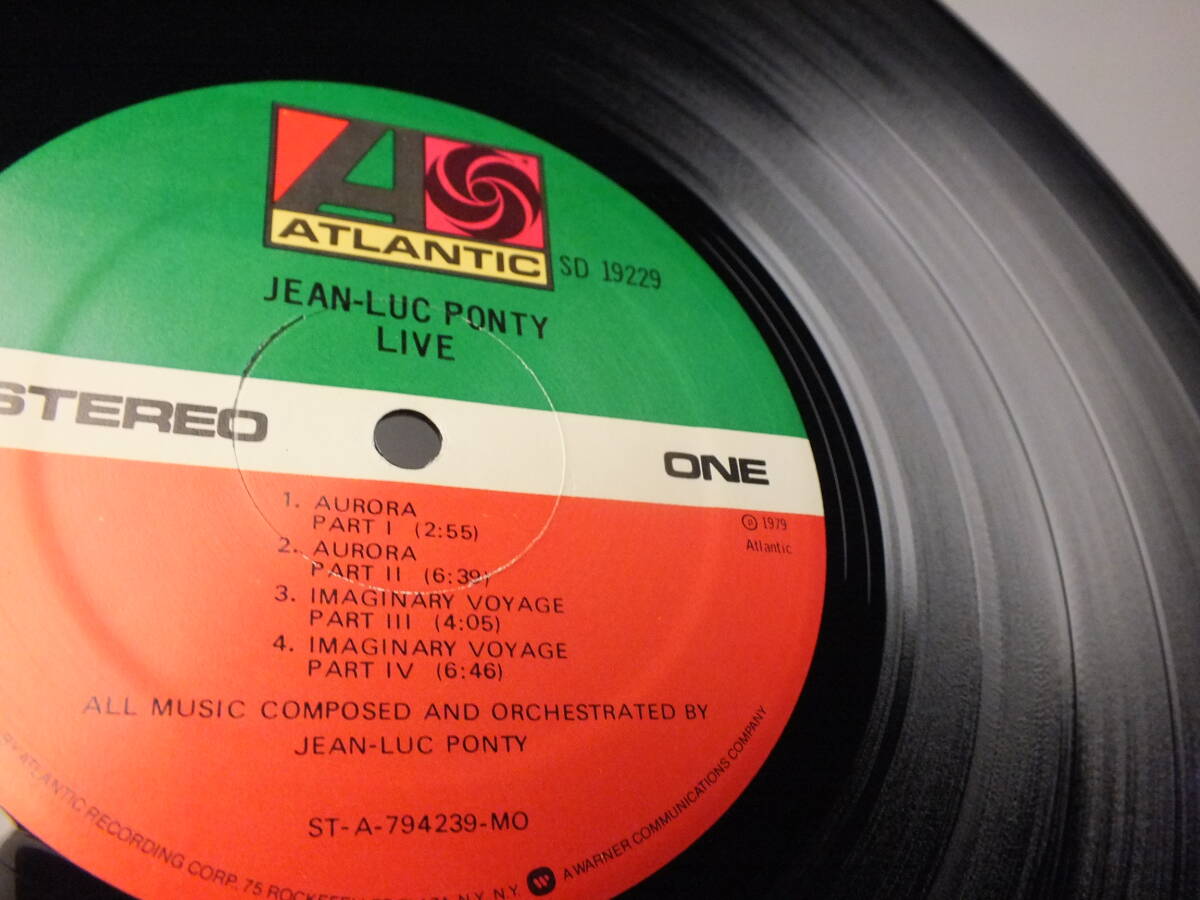 ATLANTIC
SD 19229
JEAN-LUC PONTY
LIVE
STEREO
ONE
1. AURORA
PART I (2:55)
2. AURORA
PART II (6:39)
3. IMAGINARY VOYAGE
PART III (4:05)
4. IMAGINARY VOYAGE
PART IV (6:46)
℗ 1979
Atlantic
ALL MUSIC COMPOSED AND ORCHESTRATED BY
JEAN-LUC PONTY
ST-A-794239-MO
BY ATLANTIC RECORDING CORP. 75 N.Y. N.Y. A WARNER COMMUNICATIONS COMPANY